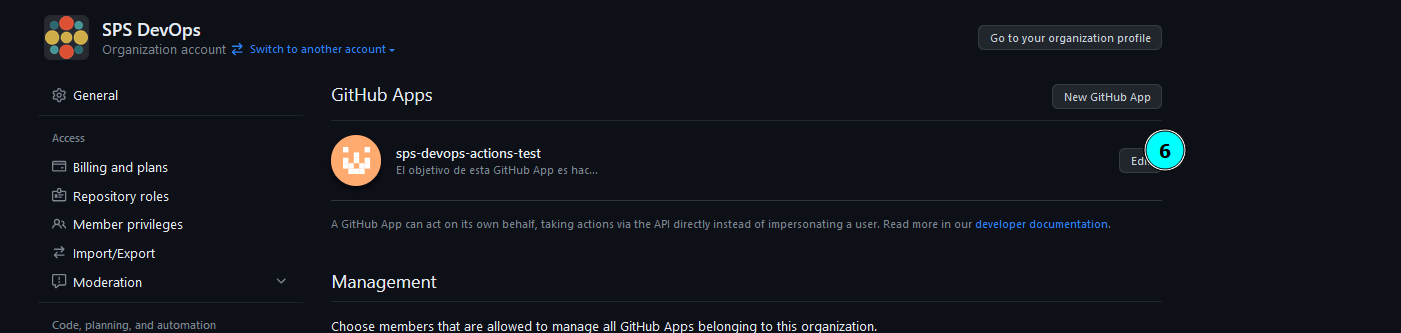 SPS DevOps
Organization account Switch to another account
Go to your organization profile
General
Access
Billing and plans
Repository roles
Member privileges
Import/Export
Moderation
Code, planning, and automation
GitHub Apps
New GitHub App
sps-devops-actions-test
El objetivo de esta GitHub App es hac...
6
A GitHub App can act on its own behalf, taking actions via the API directly instead of impersonating a user. Read more in our developer documentation.
Management
Choose members that are allowed to manage all GitHub Apps belonging to this organization.